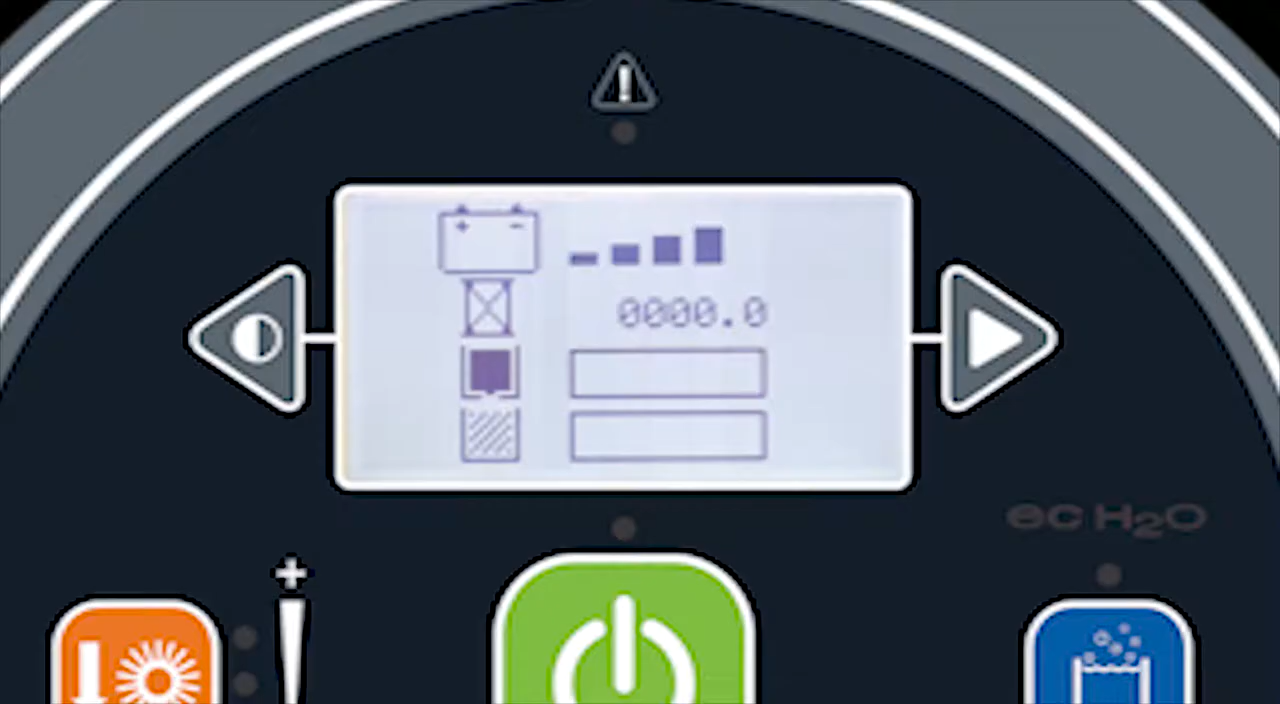 !
+ -
0000.0
ec H2O
+